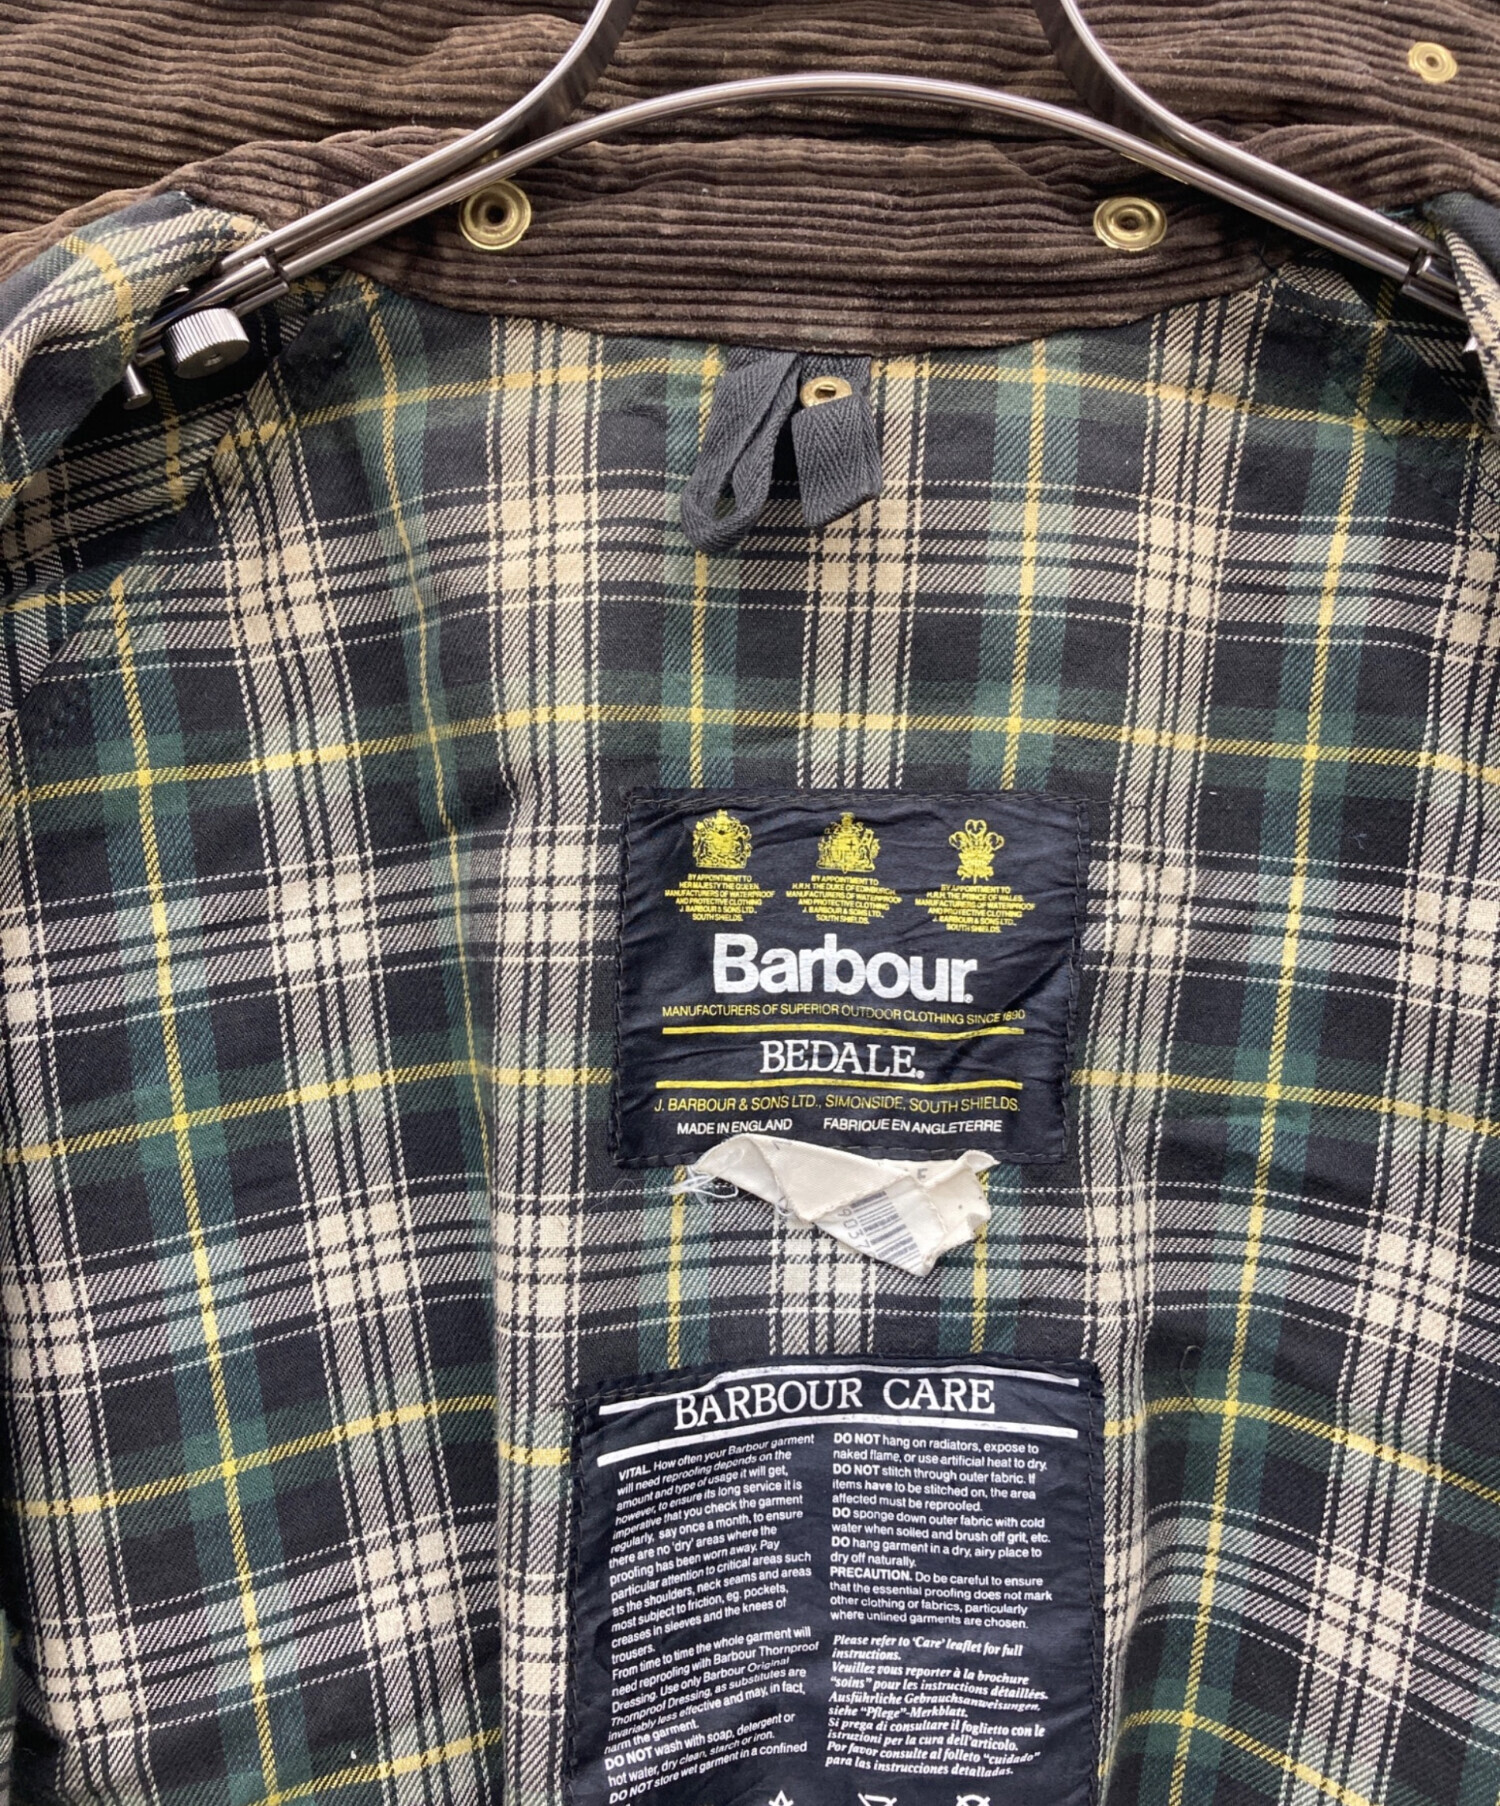 BY APPOINTMENT TO
HER MAJESTY THE QUEEN
MANUFACTURERS OF WATERPROOF
AND PROTECTIVE CLOTHING
J. BARBOUR & SONS LTD.,
SOUTH SHIELDS.
BY APPOINTMENT TO
H.R.H. THE DUKE OF EDINBURGH,
MANUFACTURERS OF WATERPROOF
AND PROTECTIVE CLOTHING
J. BARBOUR & SONS LTD.,
SOUTH SHIELDS.
BY APPOINTMENT TO
H.R.H. THE PRINCE OF WALES,
MANUFACTURERS OF WATERPROOF
AND PROTECTIVE CLOTHING
J. BARBOUR & SONS LTD.,
SOUTH SHIELDS.
Barbour
MANUFACTURERS OF SUPERIOR OUTDOOR CLOTHING SINCE 1890
BEDALE.
J. BARBOUR & SONS LTD., SIMONSIDE, SOUTH SHIELDS.
MADE IN ENGLAND FABRIQUE EN ANGLETERRE
E
BARBOUR CARE
VITAL. How often your Barbour garment
will need reproofing depends on the
amount and type of usage it will get,
however, to ensure its long service it is
imperative that you check the garment
regularly, say once a month, to ensure
there are no 'dry' areas where the
proofing has been worn away. Pay
particular attention to critical areas such
as the shoulders, neck seams and areas
most subject to friction, eg. pockets,
creases in sleeves and the knees of
trousers.
From time to time the whole garment will
need reproofing with Barbour Thornproof
Dressing. Use only Barbour Original
Thornproof Dressing, as substitutes are
invariably less effective and may, in fact,
harm the garment.
DO NOT wash with soap, detergent or
hot water, dry clean, starch or iron.
DO NOT store wet garment in a confined
DO NOT hang on radiators, expose to
naked flame, or use artificial heat to dry.
DO NOT stitch through outer fabric. If
items have to be stitched on, the area
affected must be reproofed.
DO sponge down outer fabric with cold
water when soiled and brush off grit, etc.
DO hang garment in a dry, airy place to
dry off naturally.
PRECAUTION. Do be careful to ensure
that the essential proofing does not mark
other clothing or fabrics, particularly
where unlined garments are chosen.
Please refer to 'Care' leaflet for full
instructions.
Veuillez vous reporter à la brochure
"soins" pour les instructions détaillées.
Ausführliche Gebrauchsanweisungen,
siehe "Pflege"-Merkblatt.
Si prega di consultare il foglietto con le
istruzioni per la cura dell'articolo.
Por favor consulte al folleto "cuidado"
para las instrucciones detalladas.